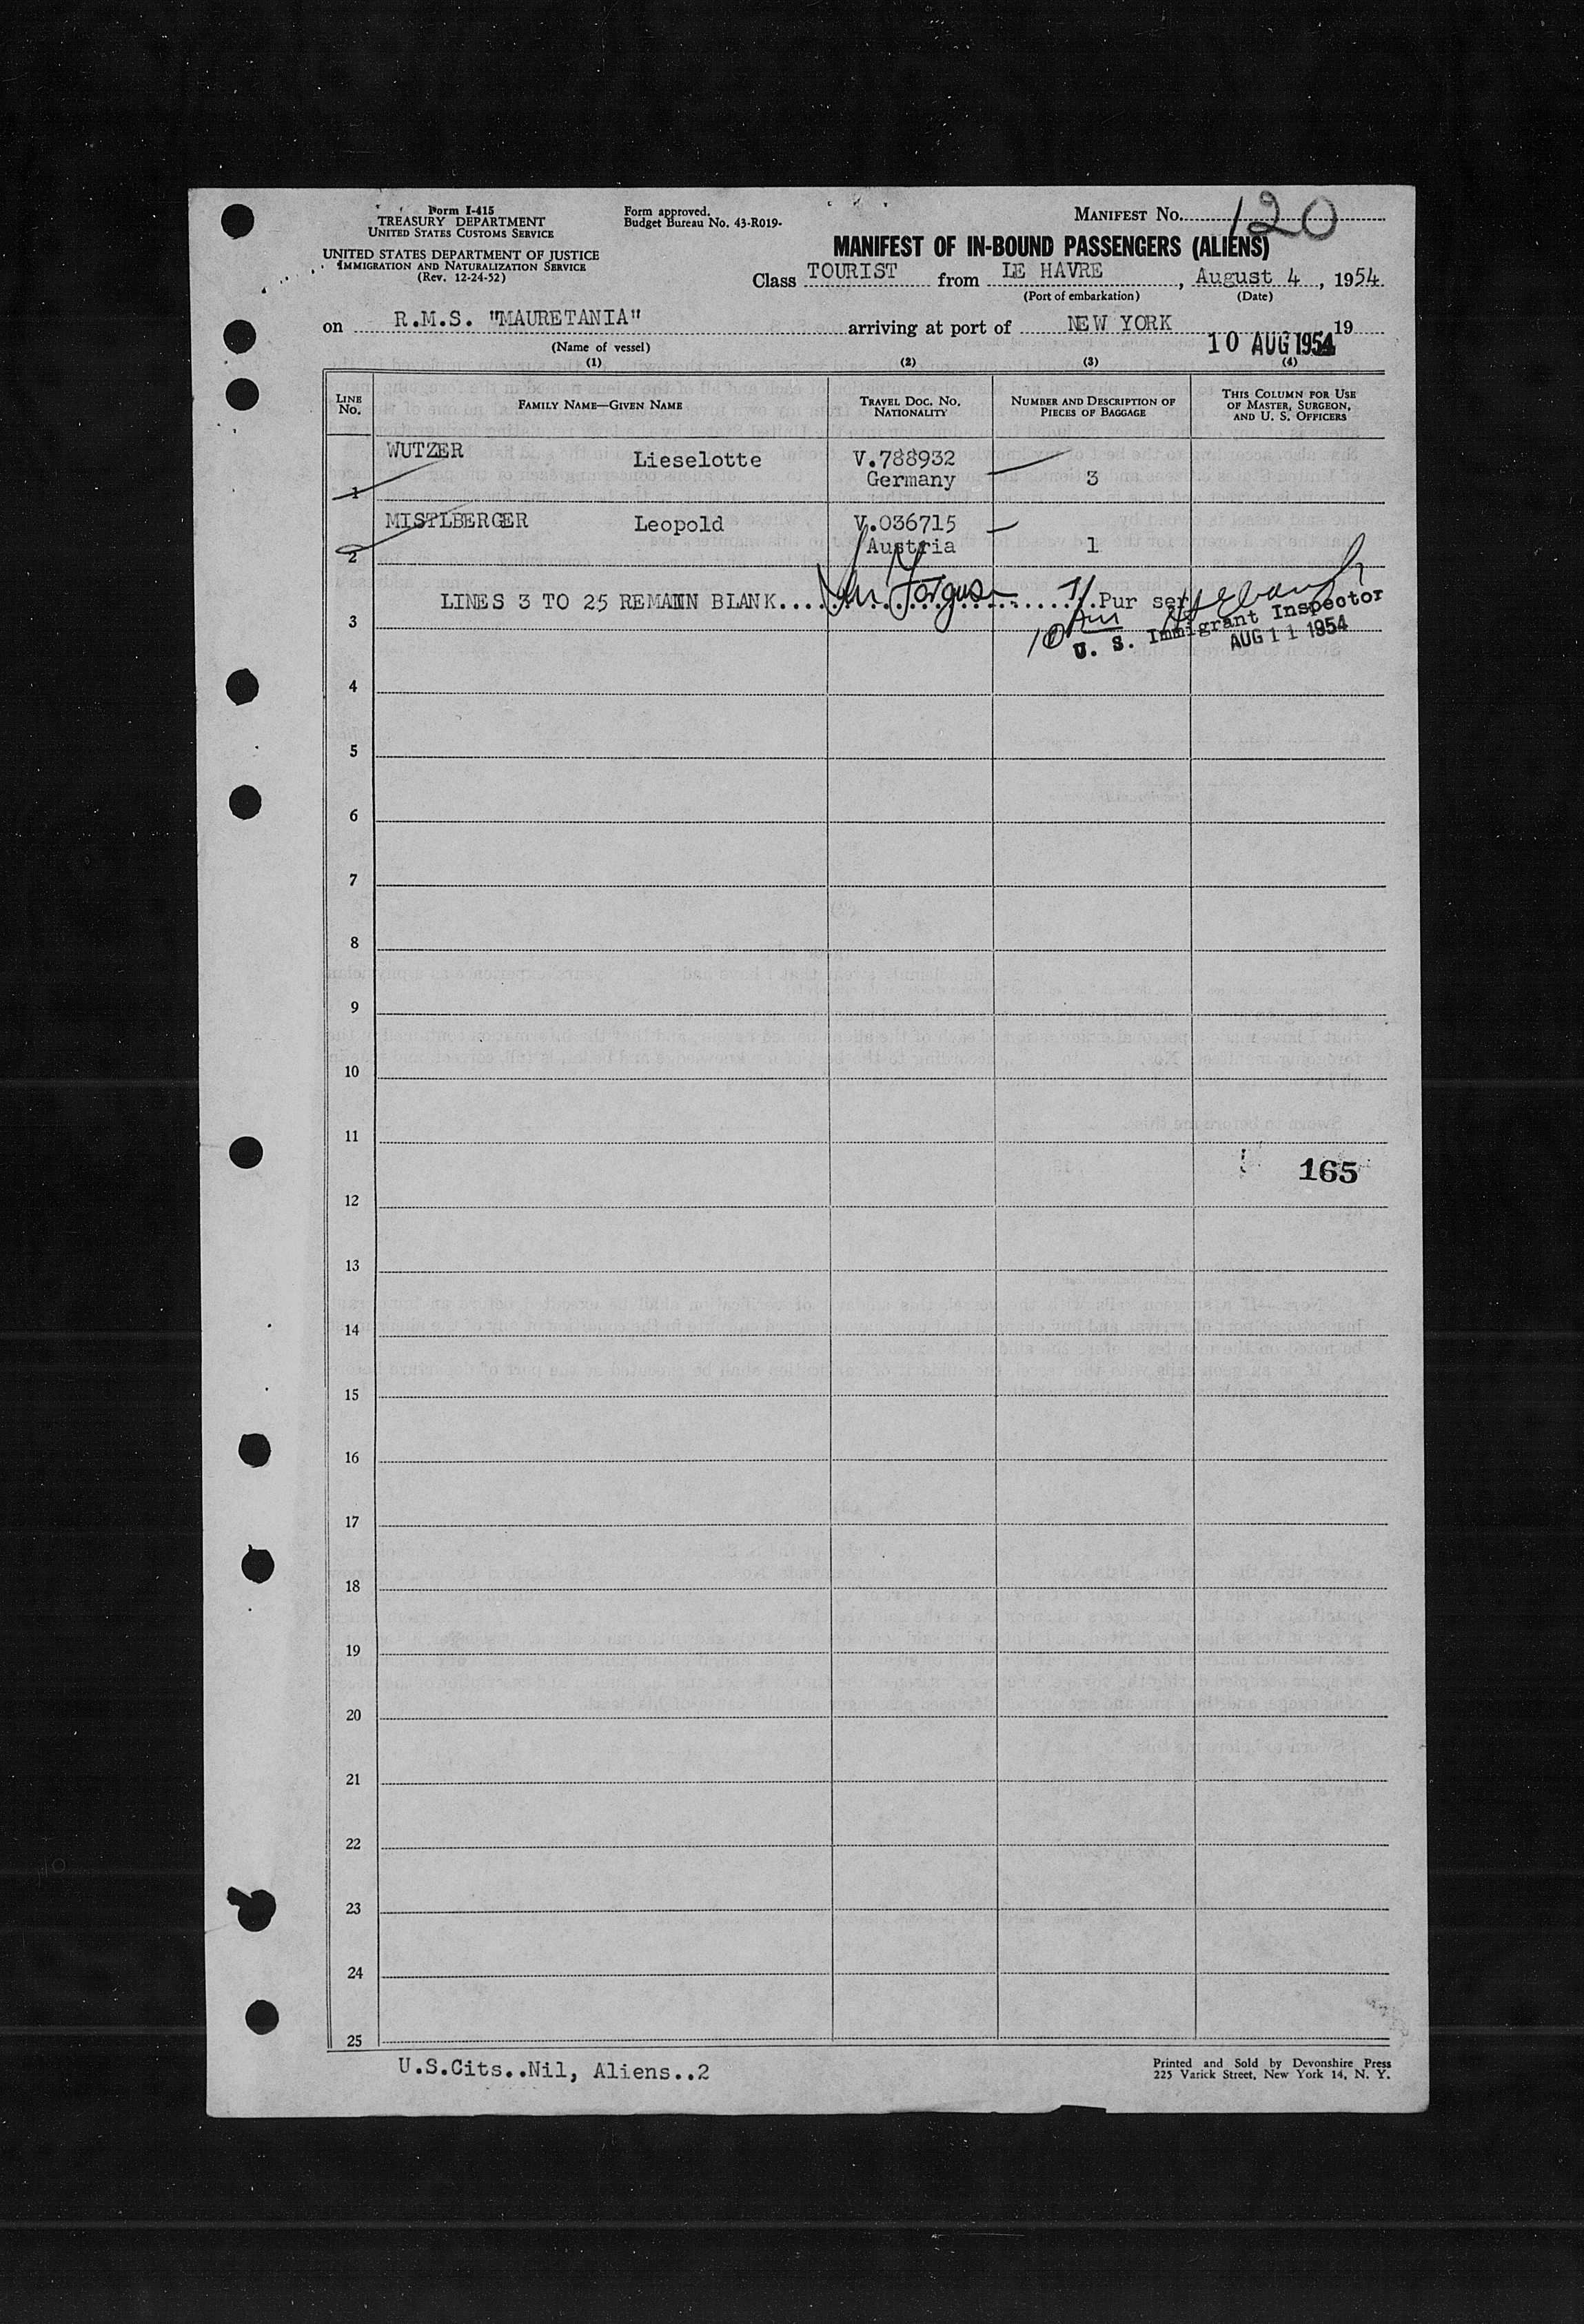 Form I-415
TREASURY DEPARTMENT
UNITED STATES CUSTOMS SERVICE
UNITED STATES DEPARTMENT OF JUSTICE
IMMIGRATION AND NATURALIZATION SERVICE
(Rev. 12-24-52)
Form approved.
Budget Bureau No. 43-R019-
MANIFEST NO. 120
MANIFEST OF IN-BOUND PASSENGERS (ALIENS)
Class TOURIST from LE HAVRE, August 4, 1954.
(Port of embarkation) (Date)
on R.M.S. "MAURETANIA" arriving at port of NEW YORK 19
(Name of vessel) 10 AUG 1954
(1) (2) (3) (4)
LINE No. FAMILY NAME—GIVEN NAME TRAVEL DOC. NO. NATIONALITY NUMBER AND DESCRIPTION OF PIECES OF BAGGAGE THIS COLUMN FOR USE OF MASTER, SURGEON, AND U. S. OFFICERS
WUTZER Lieselotte V.788932
1 Germany 3
MISTLBERGER Leopold V.036715
2 Austria 1
LINES 3 TO 25 REMAIN BLANK.....Purser
3
U. S. Immigrant Inspector
AUG 11 1954
4
5
6
7
8
9
10
11
165
12
13
14
15
16
17
18
19
20
21
22
23
24
25
U.S.Cits..Nil, Aliens..2
Printed and Sold by Devonshire Press
225 Varick Street, New York 14, N. Y.